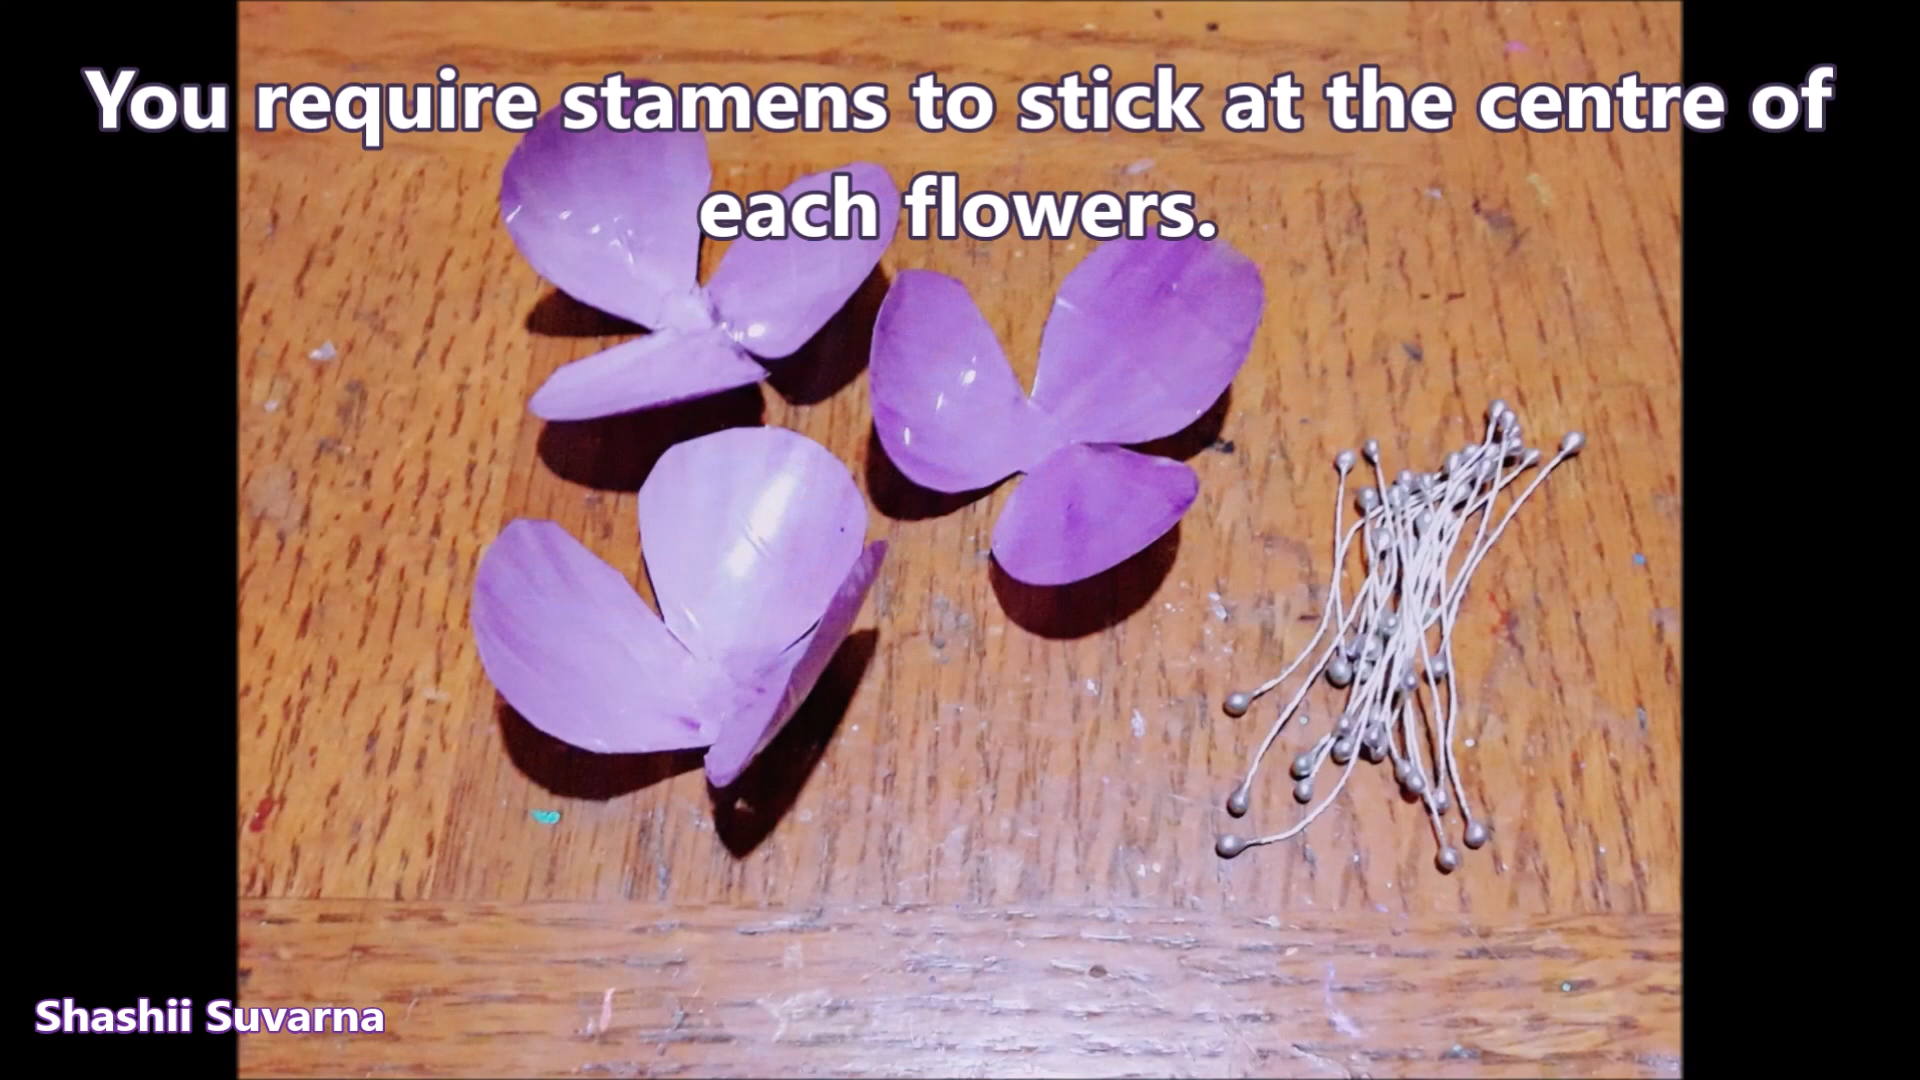 You require stamens to stick at the centre of
each flowers.
Shashii Suvarna